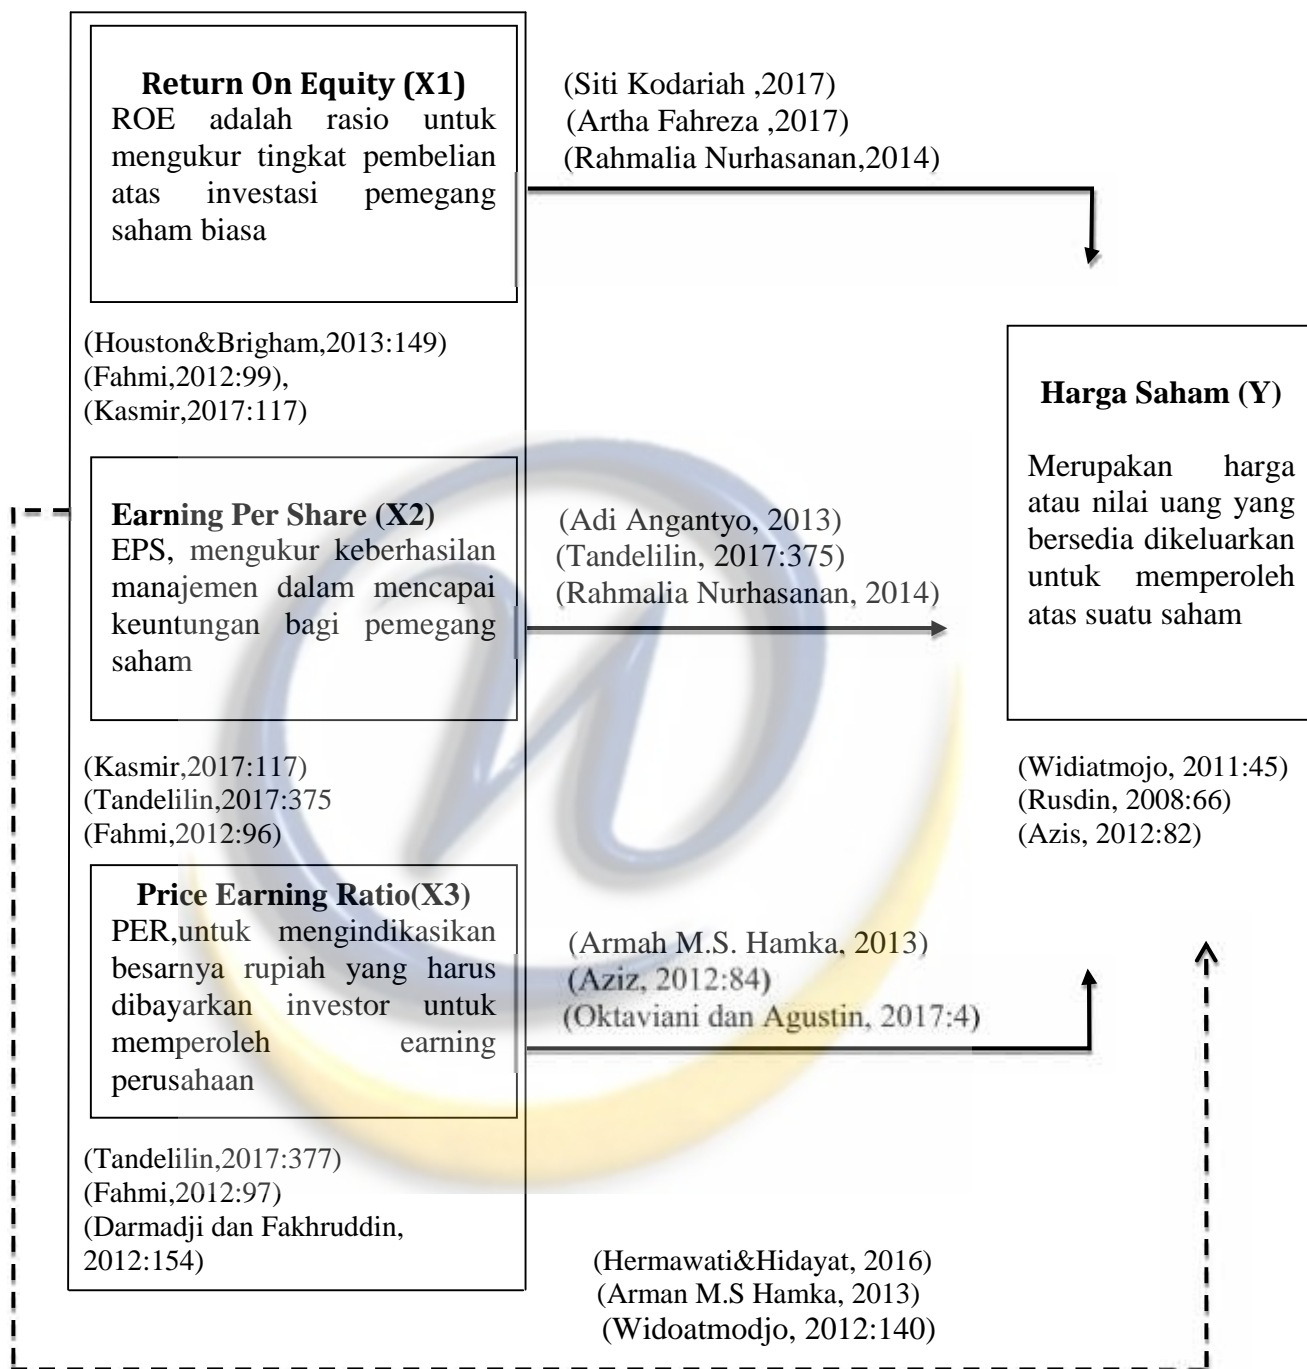 Return On Equity (X1)
ROE adalah rasio untuk
mengukur tingkat pembelian
atas investasi pemegang
saham biasa
(Siti Kodariah ,2017)
(Artha Fahreza ,2017)
(Rahmalia Nurhasanan,2014)
(Houston&Brigham,2013:149)
(Fahmi,2012:99),
(Kasmir,2017:117)
Earning Per Share (X2)
EPS, mengukur keberhasilan
manajemen dalam mencapai
keuntungan bagi pemegang
saham
(Adi Angantyo, 2013)
(Tandelilin, 2017:375)
(Rahmalia Nurhasanan, 2014)
Harga Saham (Y)
Merupakan harga
atau nilai uang yang
bersedia dikeluarkan
untuk memperoleh
atas suatu saham
(Kasmir,2017:117)
(Tandelilin,2017:375
(Fahmi,2012:96)
(Widiatmojo, 2011:45)
(Rusdin, 2008:66)
(Azis, 2012:82)
Price Earning Ratio(X3)
PER,untuk mengindikasikan
besarnya rupiah yang harus
dibayarkan investor untuk
memperoleh earning
perusahaan
(Armah M.S. Hamka, 2013)
(Aziz, 2012:84)
(Oktaviani dan Agustin, 2017:4)
(Tandelilin,2017:377)
(Fahmi,2012:97)
(Darmadji dan Fakhruddin,
2012:154)
(Hermawati&Hidayat, 2016)
(Arman M.S Hamka, 2013)
(Widoatmodjo, 2012:140)